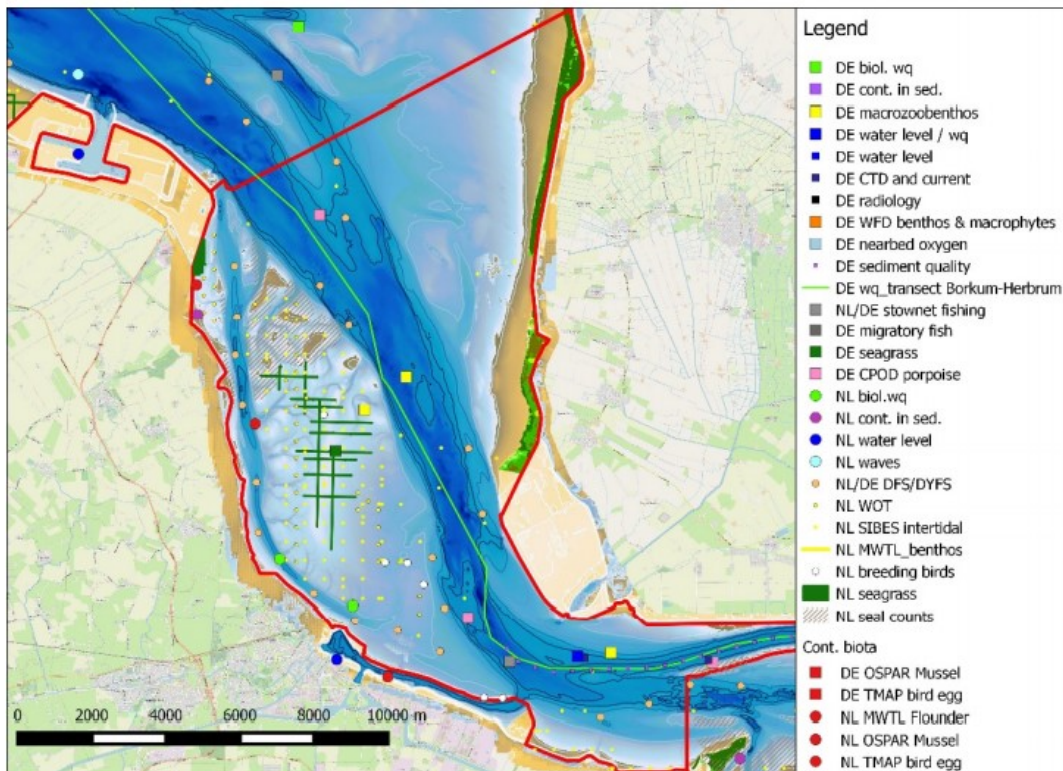 Legend
DE biol. wq
DE cont. in sed.
DE macrozoobenthos
DE water level / wq
DE water level
DE CTD and current
DE radiology
DE WFD benthos & macrophytes
DE nearbed oxygen
DE sediment quality
DE wq_transect Borkum-Herbrum
NL/DE stownet fishing
DE migratory fish
DE seagrass
DE CPOD porpoise
NL biol.wq
NL cont. in sed.
NL water level
NL waves
NL/DE DFS/DYFS
NL WOT
NL SIBES intertidal
NL MWTL_benthos
NL breeding birds
NL seagrass
NL seal counts
Cont. biota
DE OSPAR Mussel
DE TMAP bird egg
NL MWTL Flounder
NL OSPAR Mussel
NL TMAP bird egg
0 2000 4000 6000 8000 10000 m